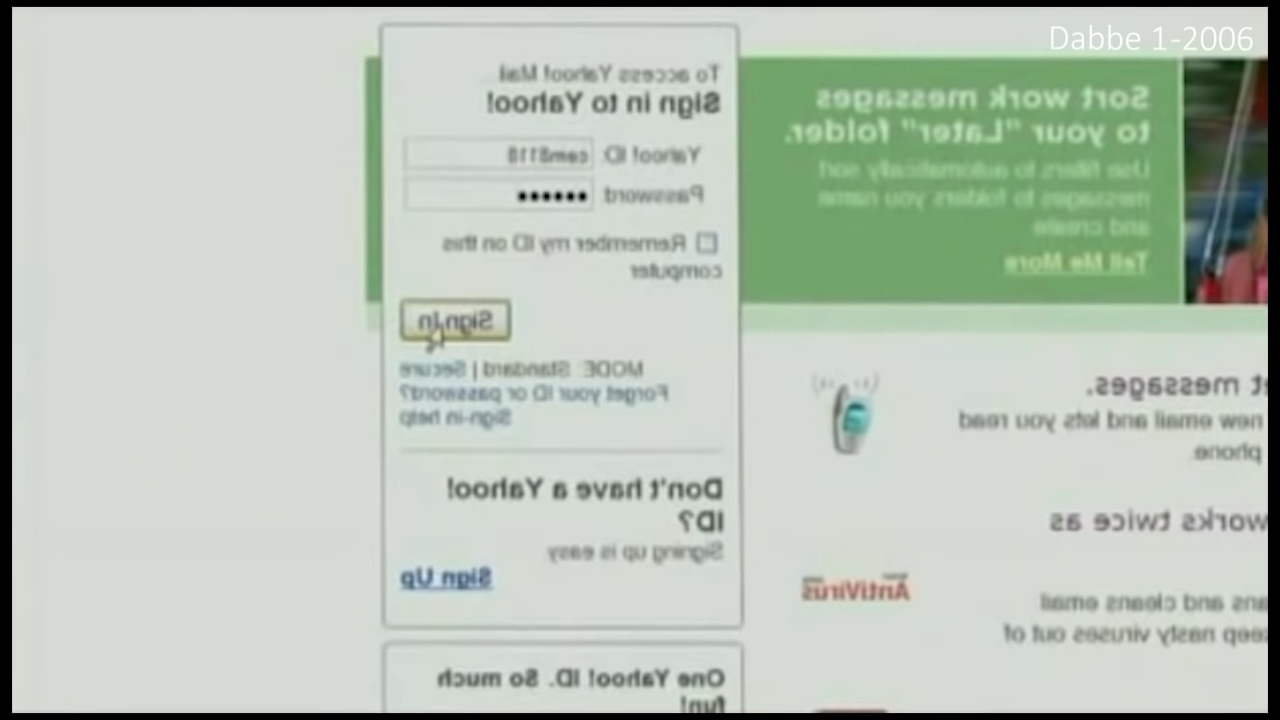 Dabbe 1-2006
To access Yahoo! Mail...
Sign in to Yahoo!
Yahoo! ID:
cem8118
Password:
Remember my ID on this
computer
Sign In
MODE: Standard | Secure
Forget your ID or password?
Sign-in help
Don't have a Yahoo!
ID?
Signing up is easy.
Sign Up
One Yahoo! ID. So much
fun!
Sort work messages
to your "Later" folder.
Use filters to automatically sort
messages to folders you name
and create
Tell Me More
messages.
new email and lets you read
phone.
works twice as
AntiVirus
and cleans email
nasty viruses out of